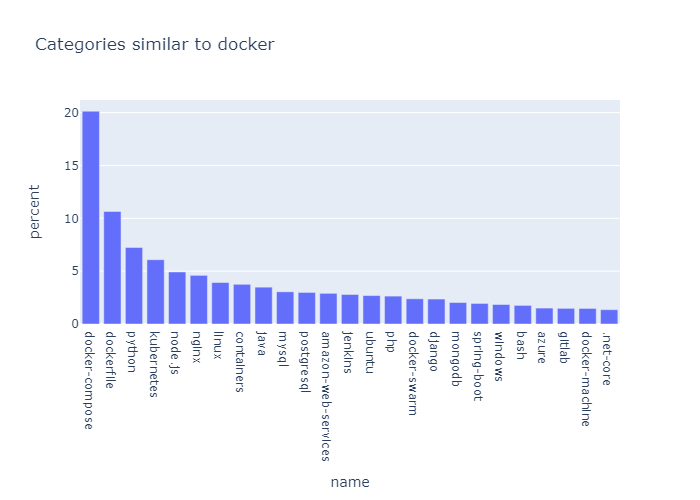 Categories similar to docker
percent
20
15
10
5
0
docker-compose
dockerfile
python
kubernetes
node.js
nginx
linux
containers
java
mysql
postgresql
amazon-web-services
jenkins
ubuntu
php
docker-swarm
django
mongodb
spring-boot
windows
bash
azure
gitlab
docker-machine
.net-core
name